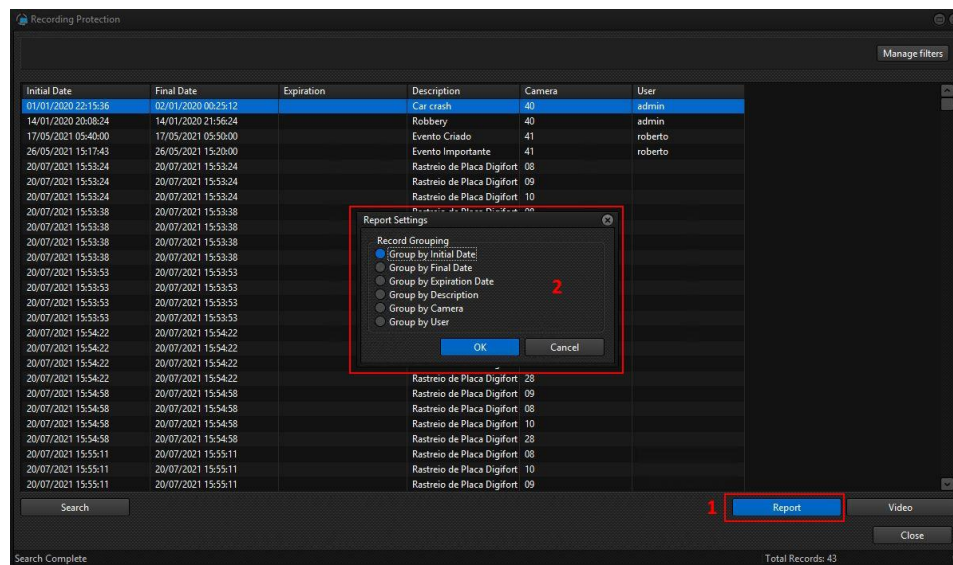 Recording Protection
Manage filters
Initial Date Final Date Expiration Description Camera User
01/01/2020 22:15:36 02/01/2020 00:25:12 Car crash 40 admin
14/01/2020 20:08:24 14/01/2020 21:56:24 Robbery 40 admin
17/05/2021 05:40:00 17/05/2021 05:50:00 Evento Criado 41 roberto
26/05/2021 15:17:43 26/05/2021 15:20:00 Evento Importante 41 roberto
20/07/2021 15:53:24 20/07/2021 15:53:24 Rastreio de Placa Digifort 08
20/07/2021 15:53:24 20/07/2021 15:53:24 Rastreio de Placa Digifort 09
20/07/2021 15:53:24 20/07/2021 15:53:24 Rastreio de Placa Digifort 10
20/07/2021 15:53:38 20/07/2021 15:53:38
20/07/2021 15:53:38 20/07/2021 15:53:38
20/07/2021 15:53:38 20/07/2021 15:53:38
20/07/2021 15:53:38 20/07/2021 15:53:38
20/07/2021 15:53:53 20/07/2021 15:53:53
20/07/2021 15:53:53 20/07/2021 15:53:53
20/07/2021 15:53:53 20/07/2021 15:53:53
20/07/2021 15:53:53 20/07/2021 15:53:53
20/07/2021 15:54:22 20/07/2021 15:54:22
20/07/2021 15:54:22 20/07/2021 15:54:22
20/07/2021 15:54:22 20/07/2021 15:54:22
20/07/2021 15:54:22 20/07/2021 15:54:22 Rastreio de Placa Digifort 28
20/07/2021 15:54:58 20/07/2021 15:54:58 Rastreio de Placa Digifort 09
20/07/2021 15:54:58 20/07/2021 15:54:58 Rastreio de Placa Digifort 08
20/07/2021 15:54:58 20/07/2021 15:54:58 Rastreio de Placa Digifort 10
20/07/2021 15:54:58 20/07/2021 15:54:58 Rastreio de Placa Digifort 28
20/07/2021 15:55:11 20/07/2021 15:55:11 Rastreio de Placa Digifort 08
20/07/2021 15:55:11 20/07/2021 15:55:11 Rastreio de Placa Digifort 10
20/07/2021 15:55:11 20/07/2021 15:55:11 Rastreio de Placa Digifort 09
Report Settings
Record Grouping
Group by Initial Date
Group by Final Date
Group by Expiration Date
Group by Description
Group by Camera
Group by User
2
OK Cancel
Search 1 Report Video
Close
Search Complete Total Records: 43